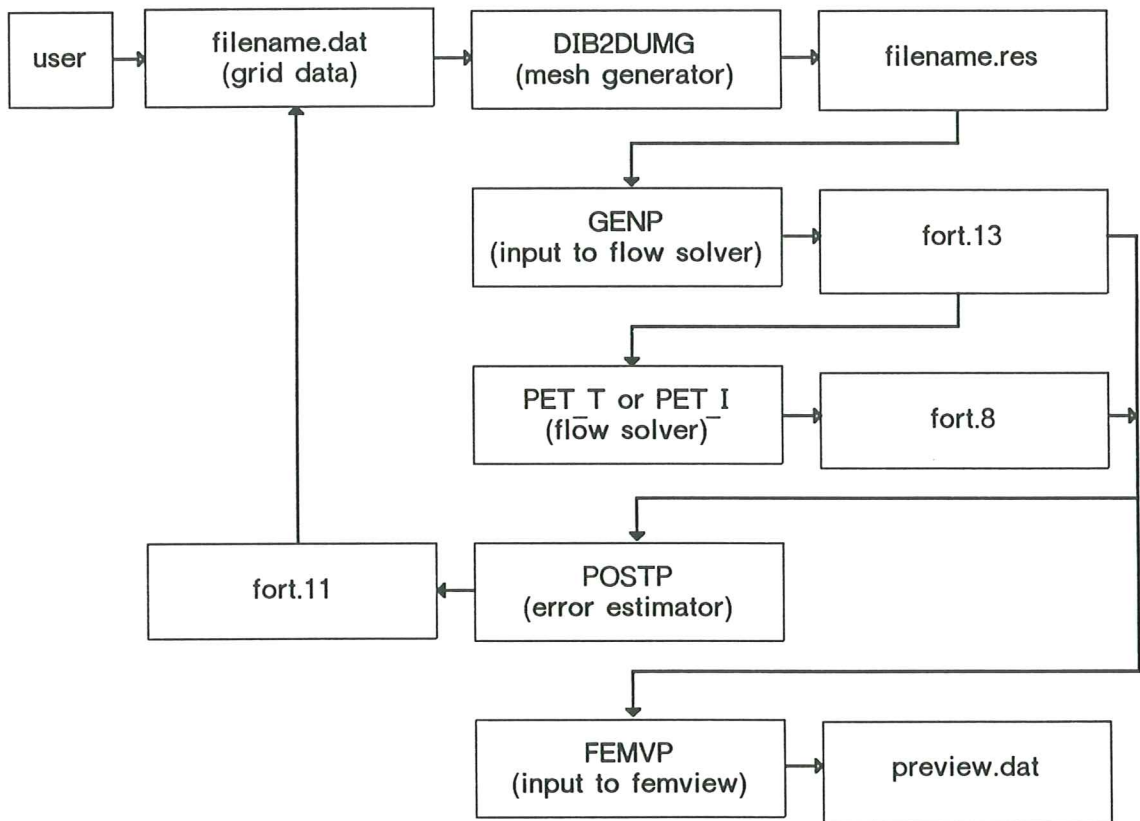 user
filename.dat
(grid data)
DIB2DUMG
(mesh generator)
filename.res
GENP
(input to flow solver)
fort.13
PET_T or PET_I
(flow solver)
fort.8
fort.11
POSTP
(error estimator)
FEMVP
(input to femview)
preview.dat